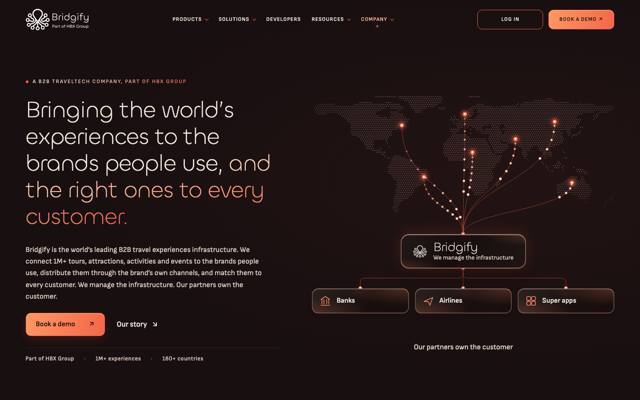 Bridgify
Part of HBX Group
PRODUCTS
SOLUTIONS
DEVELOPERS
RESOURCES
COMPANY
LOG IN
BOOK A DEMO ↗
A B2B TRAVELTECH COMPANY, PART OF HBX GROUP
Bringing the world's
experiences to the
brands people use, and
the right ones to every
customer.
Bridgify is the world's leading B2B travel experiences infrastructure. We
connect 1M+ tours, attractions, activities and events to the brands people
use, distribute them through the brand's own channels, and match them to
every customer. We manage the infrastructure. Our partners own the
customer.
Book a demo ↗
Our story ↘
Part of HBX Group · 1M+ experiences · 180+ countries
Bridgify
We manage the infrastructure
Banks
Airlines
Super apps
Our partners own the customer